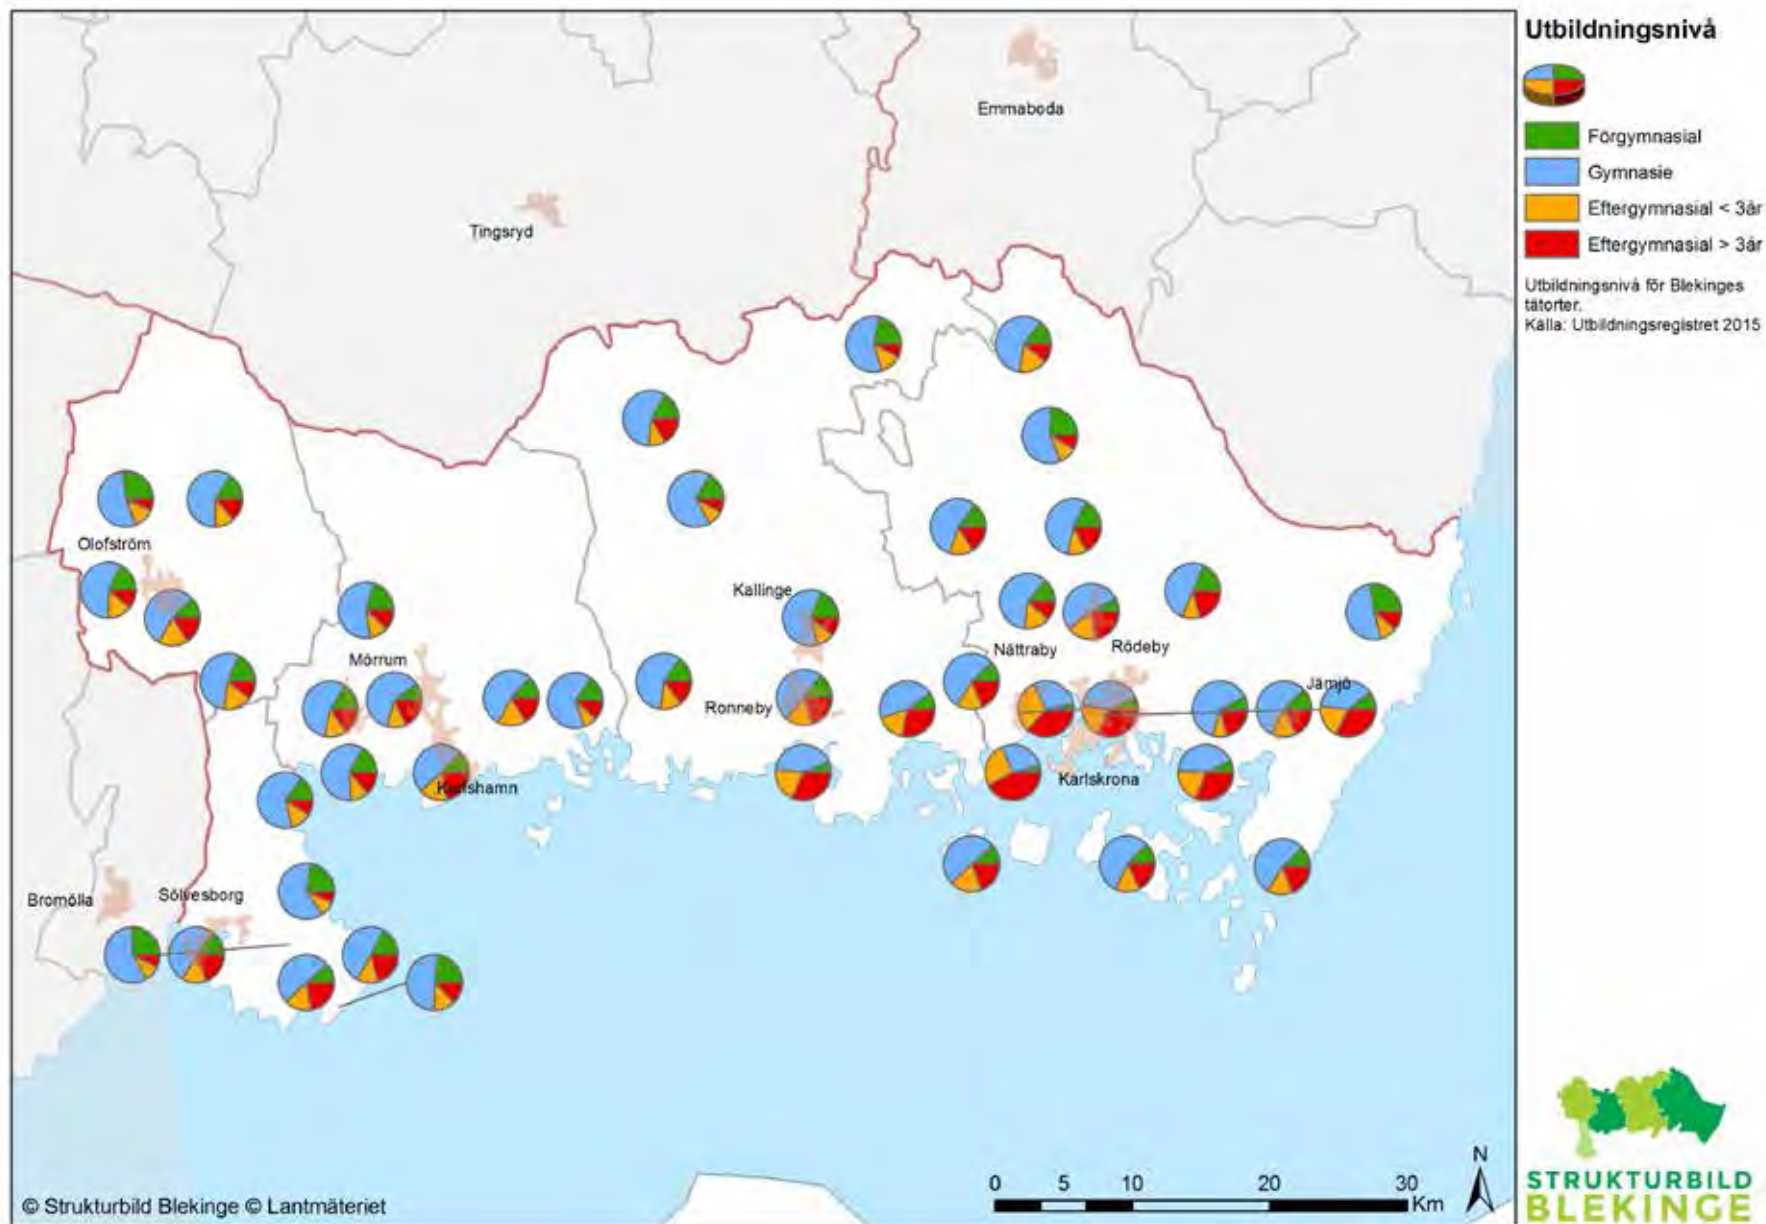 Utbildningsnivå
Förgymnasial
Gymnasie
Eftergymnasial < 3år
Eftergymnasial > 3år
Utbildningsnivå för Blekinges
tätorter.
Källa: Utbildningsregistret 2015
Emmaboda
Tingsryd
Olofström
Kallinge
Mörrum
Nättraby
Rödeby
Ronneby
Jämjö
Karlshamn
Karlskrona
Bromölla
Sölvesborg
0 5 10 20 30
Km
N
© Strukturbild Blekinge © Lantmäteriet
STRUKTURBILD
BLEKINGE